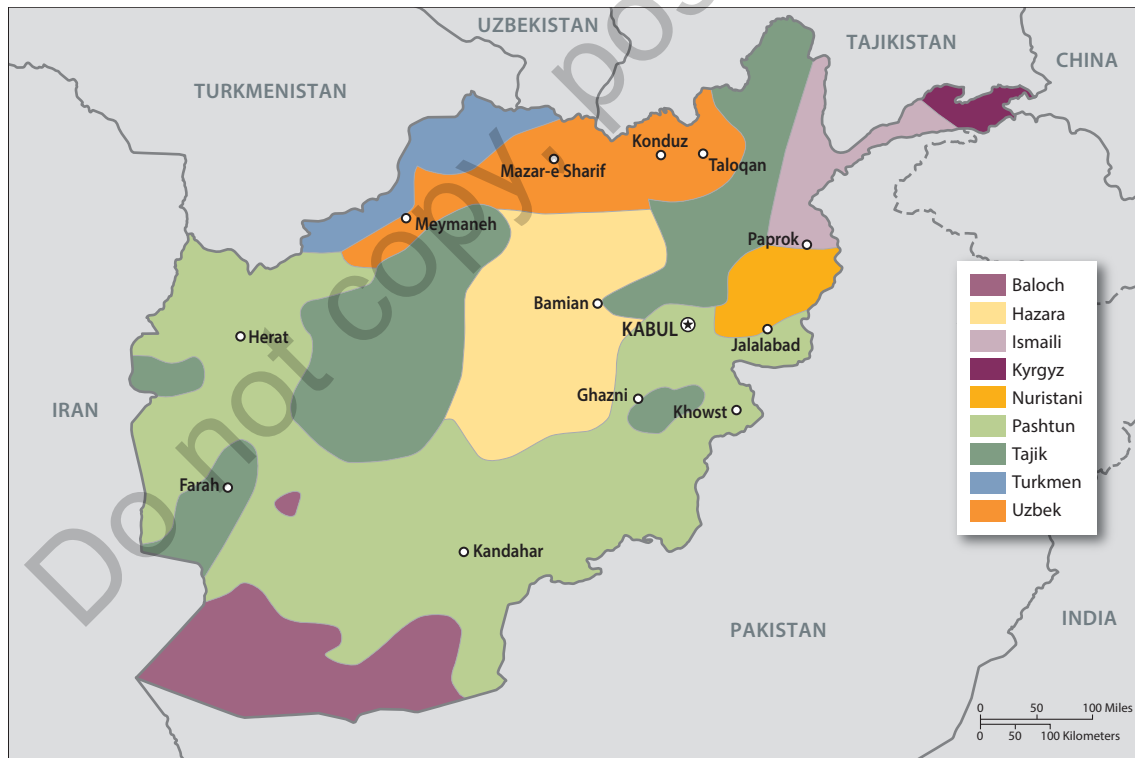 UZBEKISTAN
TAJIKISTAN
CHINA
TURKMENISTAN
Konduz
Mazar-e Sharif
Taloqan
Meymaneh
Paprok
Bamian
KABUL
Herat
Jalalabad
IRAN
Ghazni
Khowst
Farah
Kandahar
PAKISTAN
INDIA
Baloch
Hazara
Ismaili
Kyrgyz
Nuristani
Pashtun
Tajik
Turkmen
Uzbek
0 50 100 Miles
0 50 100 Kilometers
Do not copy, pos